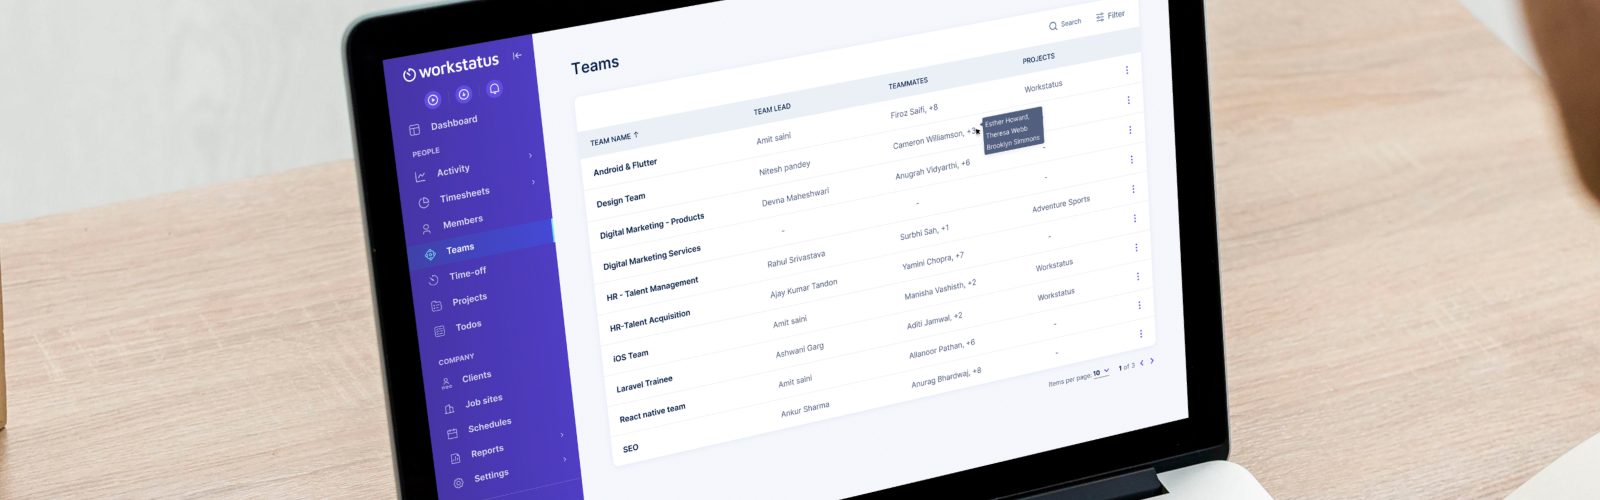 workstatus
Dashboard
PEOPLE
Activity
Timesheets
Members
Teams
Time-off
Projects
Todos
COMPANY
Clients
Job sites
Schedules
Reports
Settings
Teams
Search Filter
TEAM NAME ↑ TEAM LEAD TEAMMATES PROJECTS
Android & Flutter Amit saini Firoz Saifi, +8 Workstatus
Design Team Nitesh pandey Cameron Williamson, +3
Esther Howard,
Theresa Webb
Brooklyn Simmons
Digital Marketing - Products Devna Maheshwari Anugrah Vidyarthi, +6 -
Digital Marketing Services - - -
HR - Talent Management Rahul Srivastava Surbhi Sah, +1 Adventure Sports
HR-Talent Acquisition Ajay Kumar Tandon Yamini Chopra, +7 -
iOS Team Amit saini Manisha Vashisth, +2 Workstatus
Laravel Trainee Ashwani Garg Aditi Jamwal, +2 Workstatus
React native team Amit saini Allanoor Pathan, +6 -
SEO Ankur Sharma Anurag Bhardwaj, +8 -
Items per page: 10 1 of 3